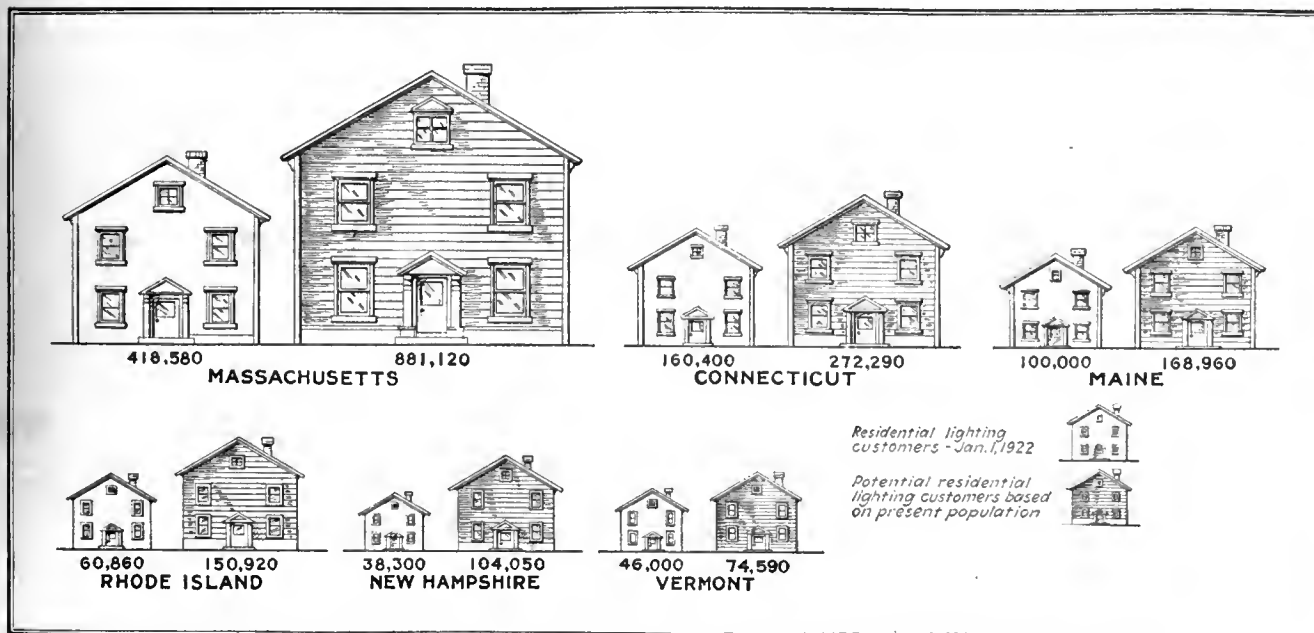 418,580
881,120
MASSACHUSETTS
160,400
272,290
CONNECTICUT
100,000
168,960
MAINE
Residential lighting
customers - Jan. 1, 1922
Potential residential
lighting customers based
on present population
60,860
150,920
RHODE ISLAND
38,300
104,050
NEW HAMPSHIRE
46,000
74,590
VERMONT